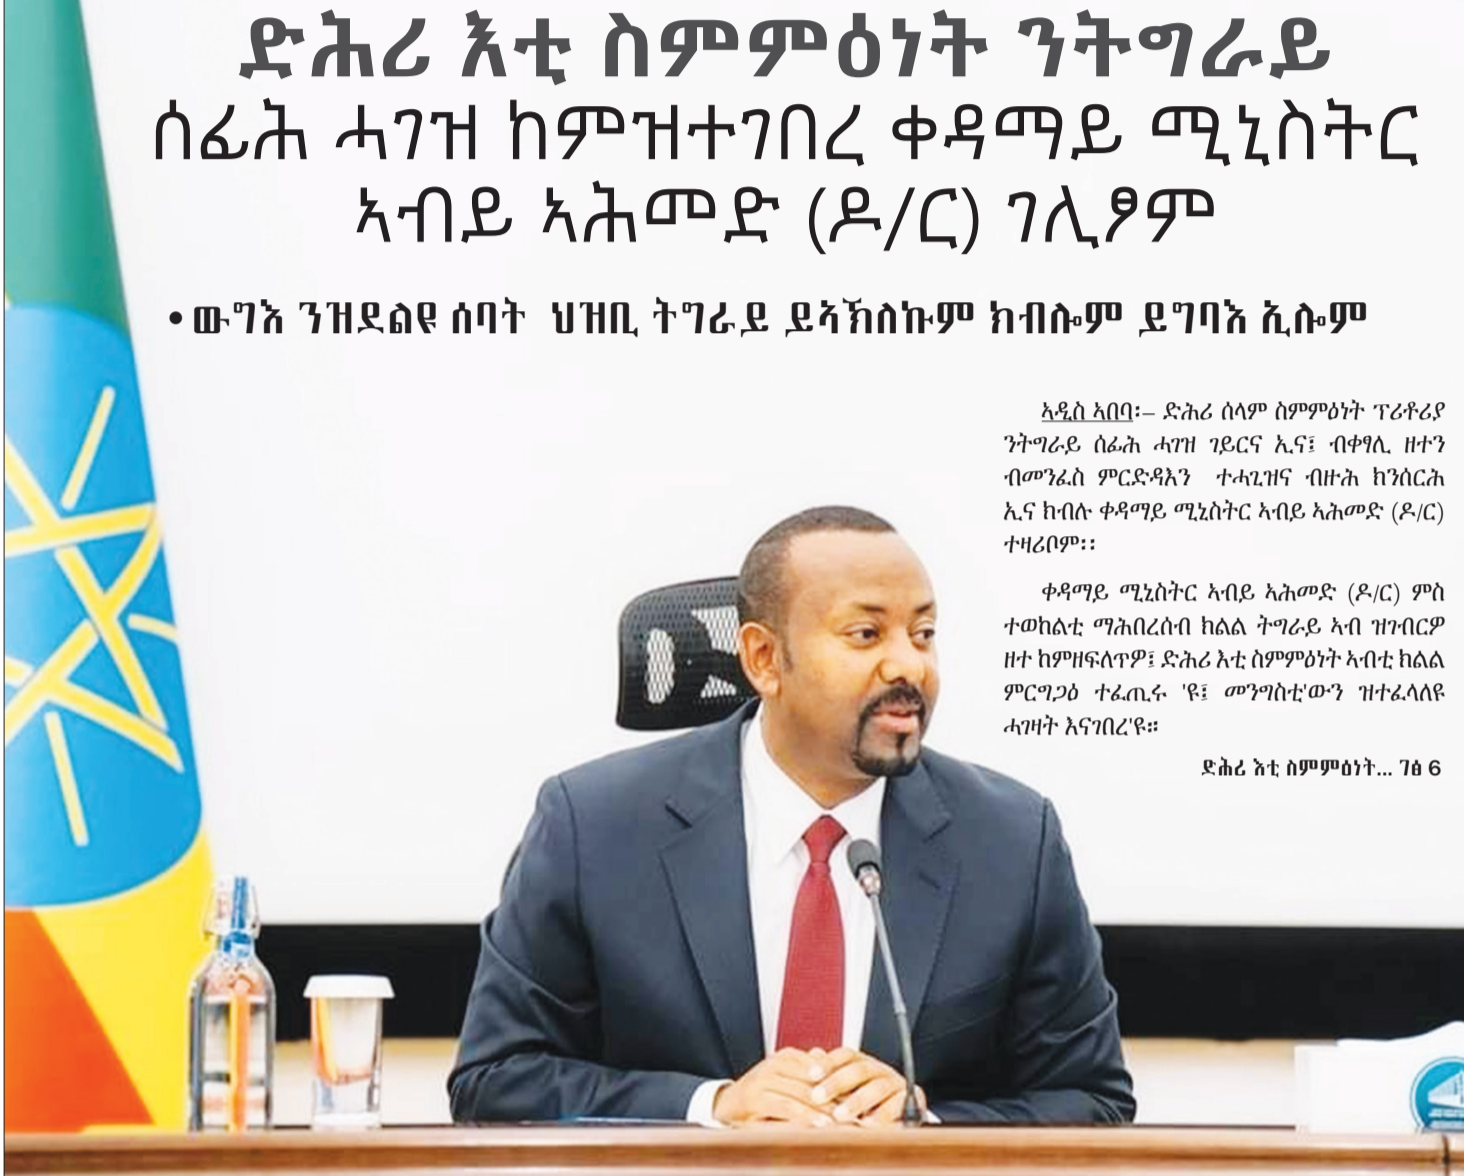 ድሕሪ እቲ ስምምዕነት ንትግራይ
ሰፊሕ ሓገዝ ከምዝተገበረ ቀዳማይ ሚኒስትር
ኣብይ ኣሕመድ (ዶ/ር) ገሊፆም
•ውግእ ንዝደልዩ ሰባት ህዝቢ ትግራይ ይኣኽለኩም ክብሎም ይግባእ ኢሎም
ኣዲስ ኣበባ፡– ድሕሪ ሰላም ስምምዕነት ፕሪቶሪያ
ንትግራይ ሰፊሕ ሓገዝ ገይርና ኢና፤ ብቀፃሊ ዘተን
ብመንፈስ ምርድዳእን ተሓጊዝና ብዙሕ ክንሰርሕ
ኢና ክብሉ ቀዳማይ ሚኒስትር ኣብይ ኣሕመድ (ዶ/ር)
ተዛሪቦም፡፡
ቀዳማይ ሚኒስትር ኣብይ ኣሕመድ (ዶ/ር) ምስ
ተወከልቲ ማሕበረሰብ ክልል ትግራይ ኣብ ዝገብርዎ
ዘተ ከምዘፍለጥዎ፤ ድሕሪ እቲ ስምምዕነት ኣብቲ ክልል
ምርግጋዕ ተፈጢሩ 'ዩ፤ መንግስቲ'ውን ዝተፈላለዩ
ሓገዛት እናገበረ'ዩ።
ድሕሪ እቲ ስምምዕነት... ገፅ 6